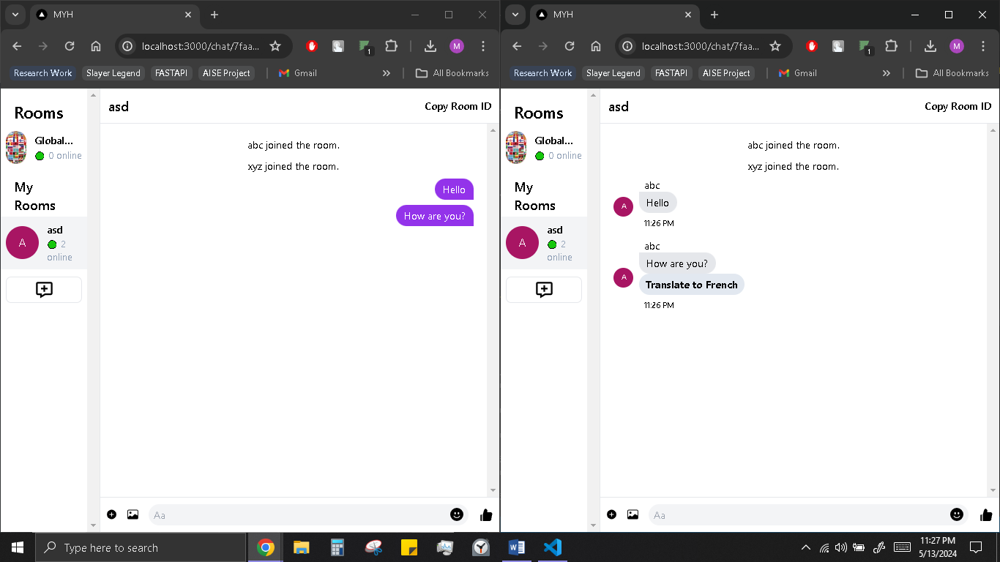 MYH
localhost:3000/chat/7faa...
1
M
Research Work
Slayer Legend
FASTAPI
AISE Project
Gmail
All Bookmarks
Rooms
Global...
0 online
My
Rooms
A
asd
2
online
asd
Copy Room ID
abc joined the room.
xyz joined the room.
Hello
How are you?
Aa
MYH
localhost:3000/chat/7faa...
1
M
Research Work
Slayer Legend
FASTAPI
AISE Project
Gmail
All Bookmarks
Rooms
Global...
0 online
My
Rooms
A
asd
2
online
asd
Copy Room ID
abc joined the room.
xyz joined the room.
abc
A
Hello
11:26 PM
abc
How are you?
A
Translate to French
11:26 PM
Aa
Type here to search
11:27 PM
5/13/2024